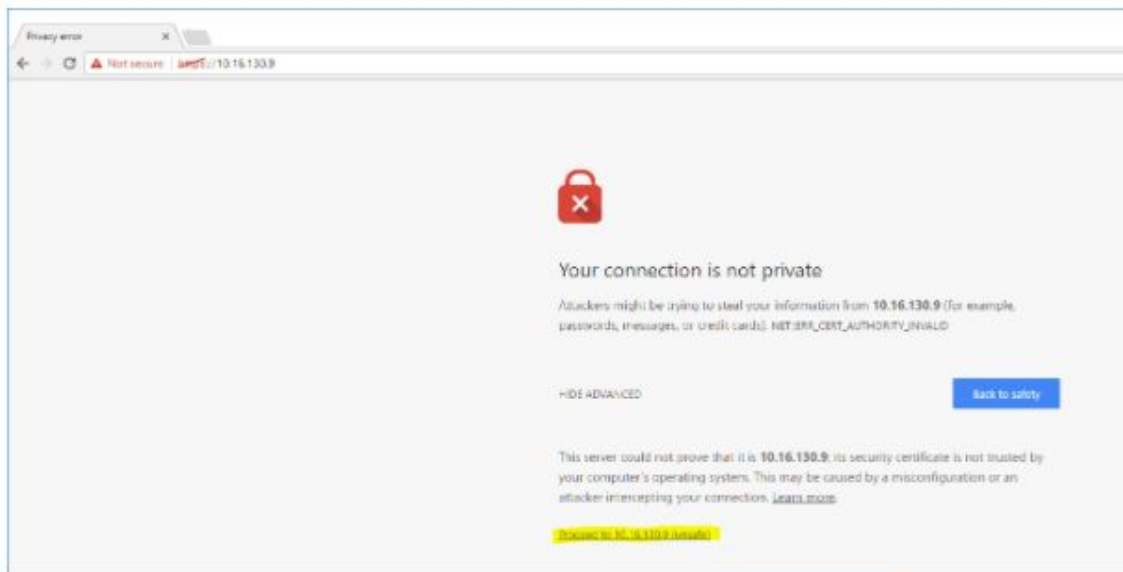 Privacy error
Not secure | https://10.16.130.9
Your connection is not private
Attackers might be trying to steal your information from 10.16.130.9 (for example,
passwords, messages, or credit cards). NET::ERR_CERT_AUTHORITY_INVALID
HIDE ADVANCED
Back to safety
This server could not prove that it is 10.16.130.9; its security certificate is not trusted by
your computer's operating system. This may be caused by a misconfiguration or an
attacker intercepting your connection. Learn more.
Proceed to 10.16.130.9 (unsafe)